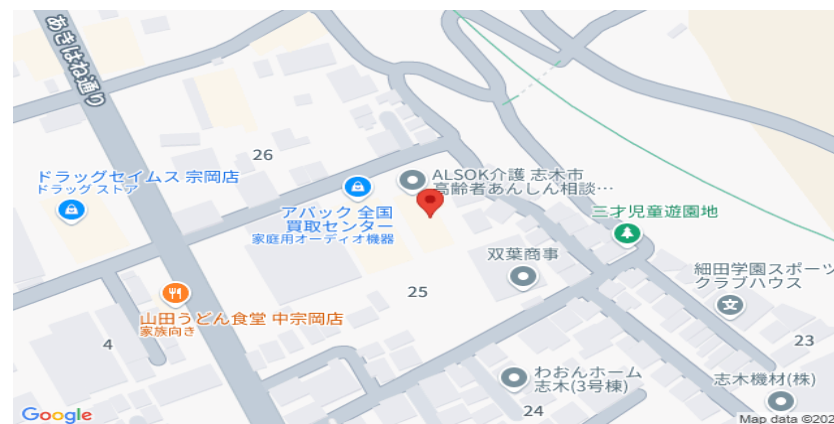 あきはね通り
26
ALSOK介護 志木市
高齢者あんしん相談…
ドラッグセイムス 宗岡店
ドラッグ ストア
アバック 全国
買取センター
家庭用オーディオ機器
三才児童遊園地
双葉商事
細田学園スポーツ
クラブハウス
25
山田うどん食堂 中宗岡店
家族向き
4
23
わおんホーム
志木(3号棟)
志木機材(株)
24
Google
Map data ©202